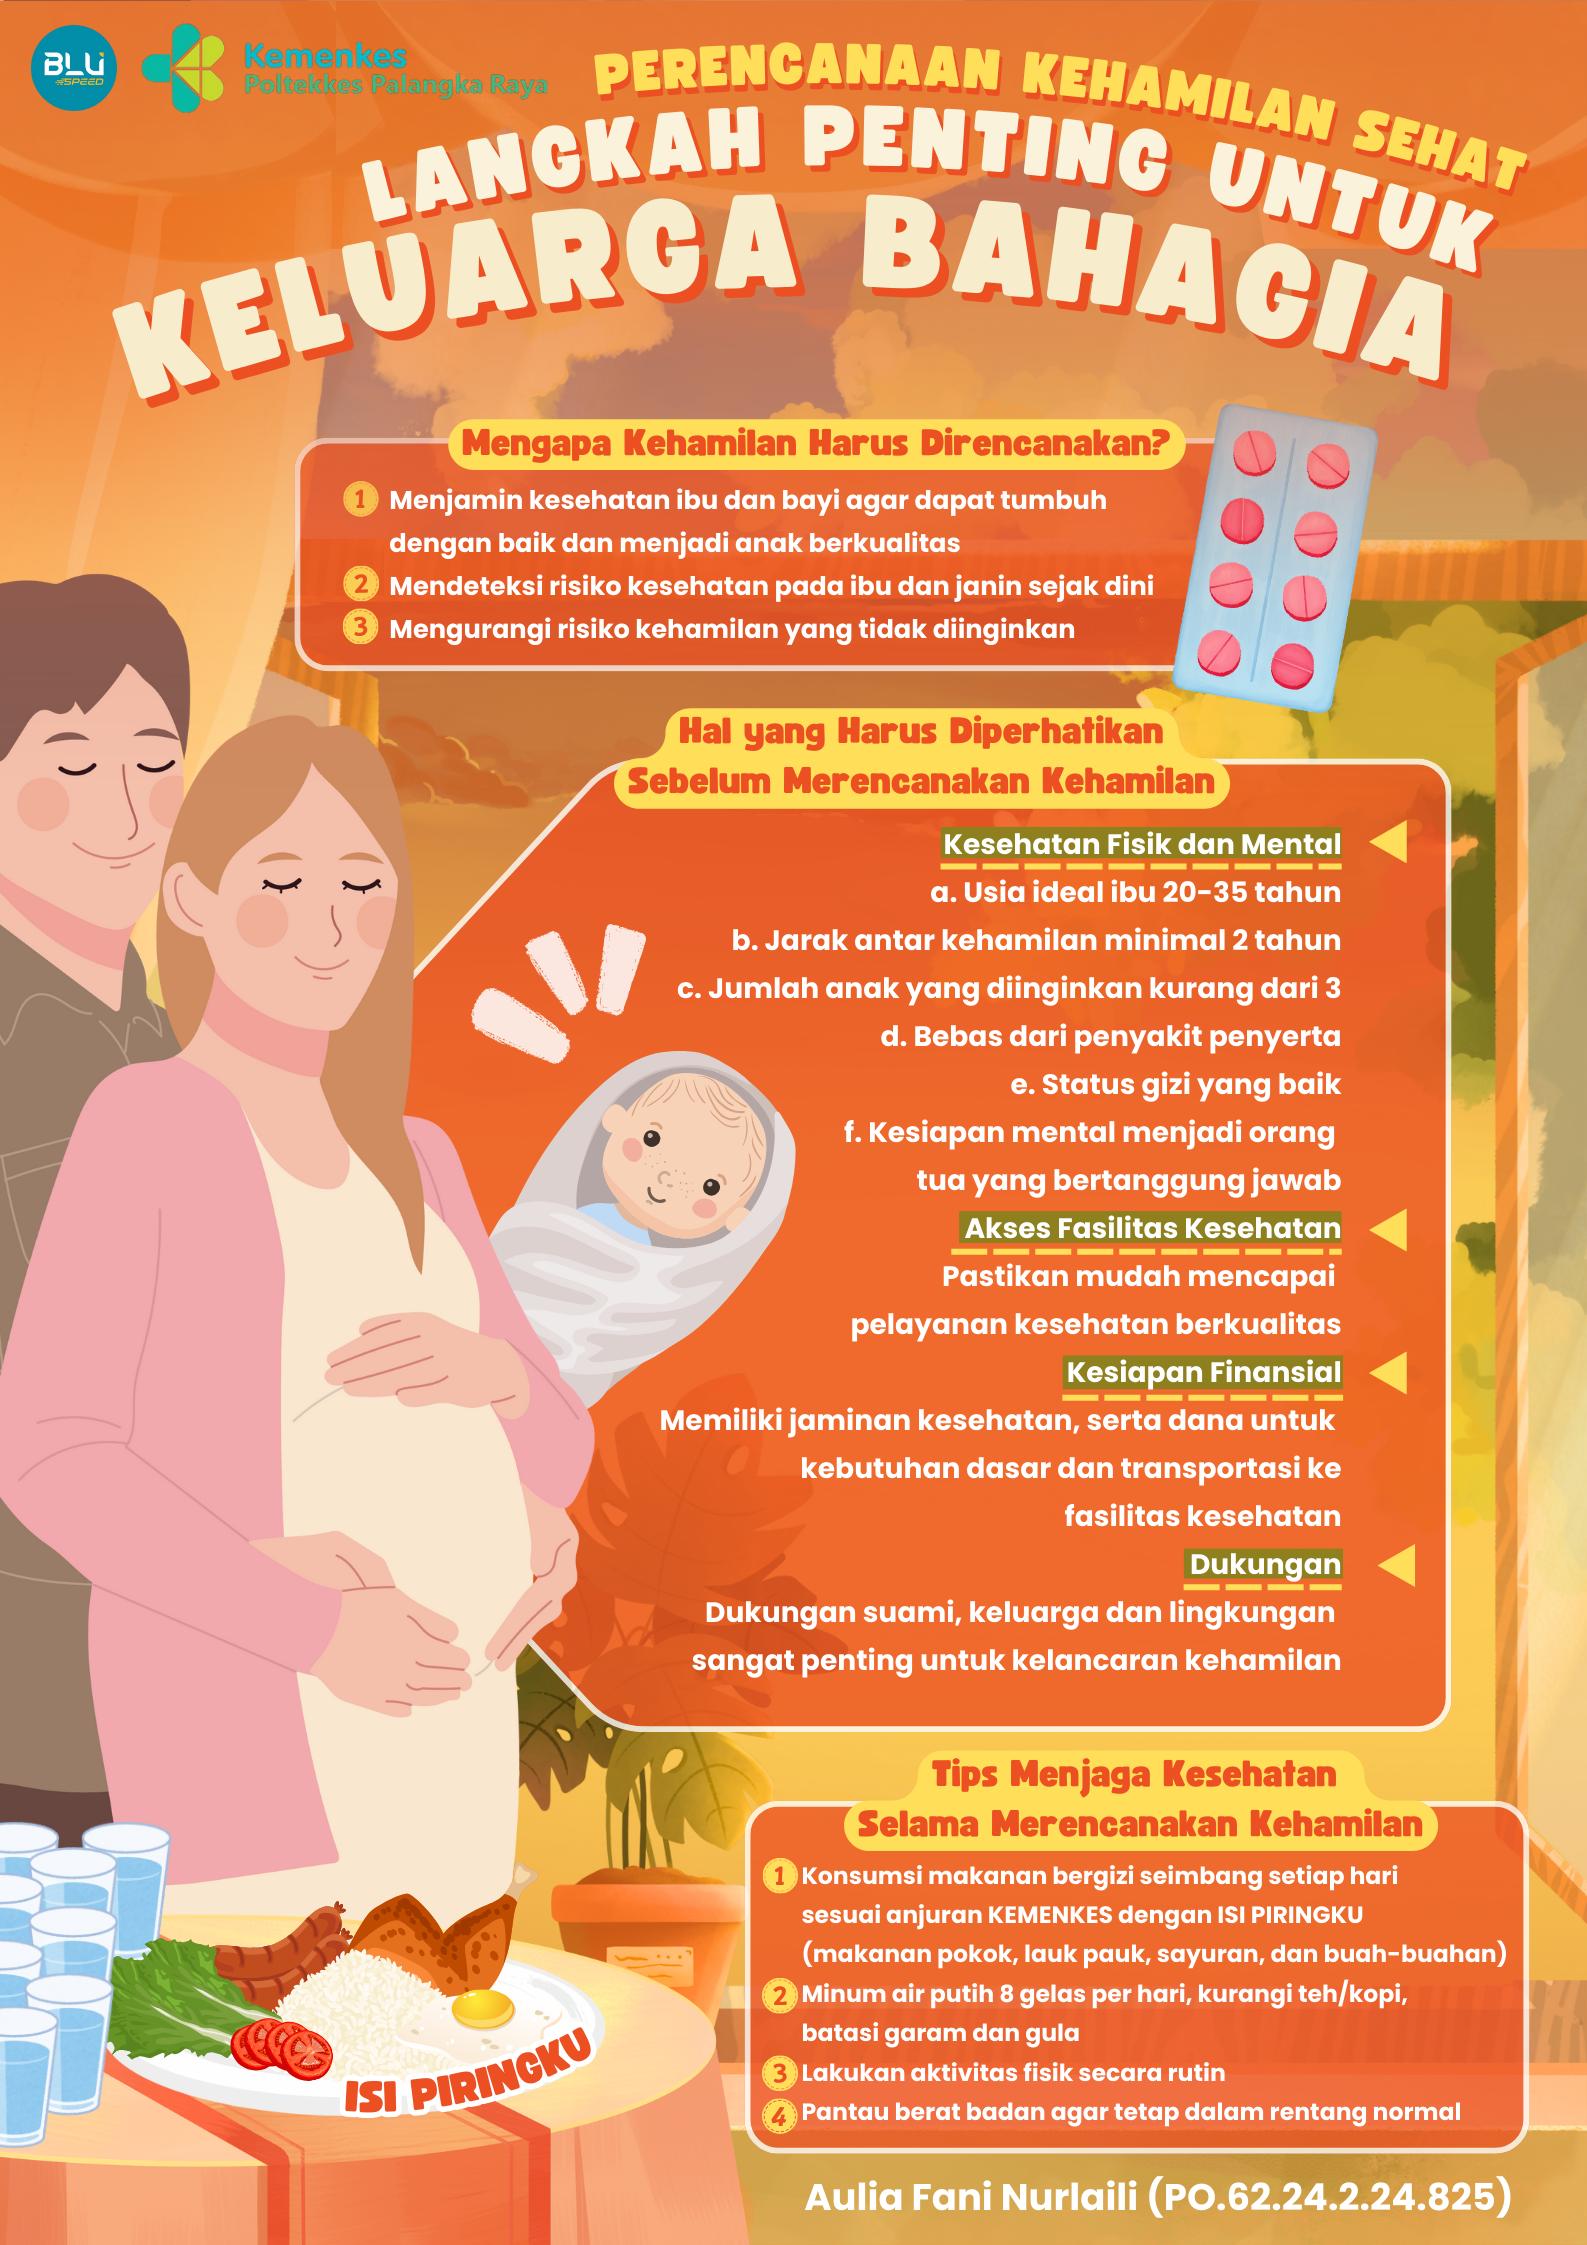 BLU
SPEED
Kemenkes
Poltekkes Palangka Raya
PERENCANAAN KEHAMILAN SEHAT
LANGKAH PENTING UNTUK
KELUARGA BAHAGIA
Mengapa Kehamilan Harus Direncanakan?
1 Menjamin kesehatan ibu dan bayi agar dapat tumbuh
dengan baik dan menjadi anak berkualitas
2 Mendeteksi risiko kesehatan pada ibu dan janin sejak dini
3 Mengurangi risiko kehamilan yang tidak diinginkan
Hal yang Harus Diperhatikan
Sebelum Merencanakan Kehamilan
Kesehatan Fisik dan Mental
a. Usia ideal ibu 20-35 tahun
b. Jarak antar kehamilan minimal 2 tahun
c. Jumlah anak yang diinginkan kurang dari 3
d. Bebas dari penyakit penyerta
e. Status gizi yang baik
f. Kesiapan mental menjadi orang
tua yang bertanggung jawab
Akses Fasilitas Kesehatan
Pastikan mudah mencapai
pelayanan kesehatan berkualitas
Kesiapan Finansial
Memiliki jaminan kesehatan, serta dana untuk
kebutuhan dasar dan transportasi ke
fasilitas kesehatan
Dukungan
Dukungan suami, keluarga dan lingkungan
sangat penting untuk kelancaran kehamilan
Tips Menjaga Kesehatan
Selama Merencanakan Kehamilan
1 Konsumsi makanan bergizi seimbang setiap hari
sesuai anjuran KEMENKES dengan ISI PIRINGKU
(makanan pokok, lauk pauk, sayuran, dan buah-buahan)
2 Minum air putih 8 gelas per hari, kurangi teh/kopi,
batasi garam dan gula
3 Lakukan aktivitas fisik secara rutin
4 Pantau berat badan agar tetap dalam rentang normal
ISI PIRINGKU
Aulia Fani Nurlaili (PO.62.24.2.24.825)